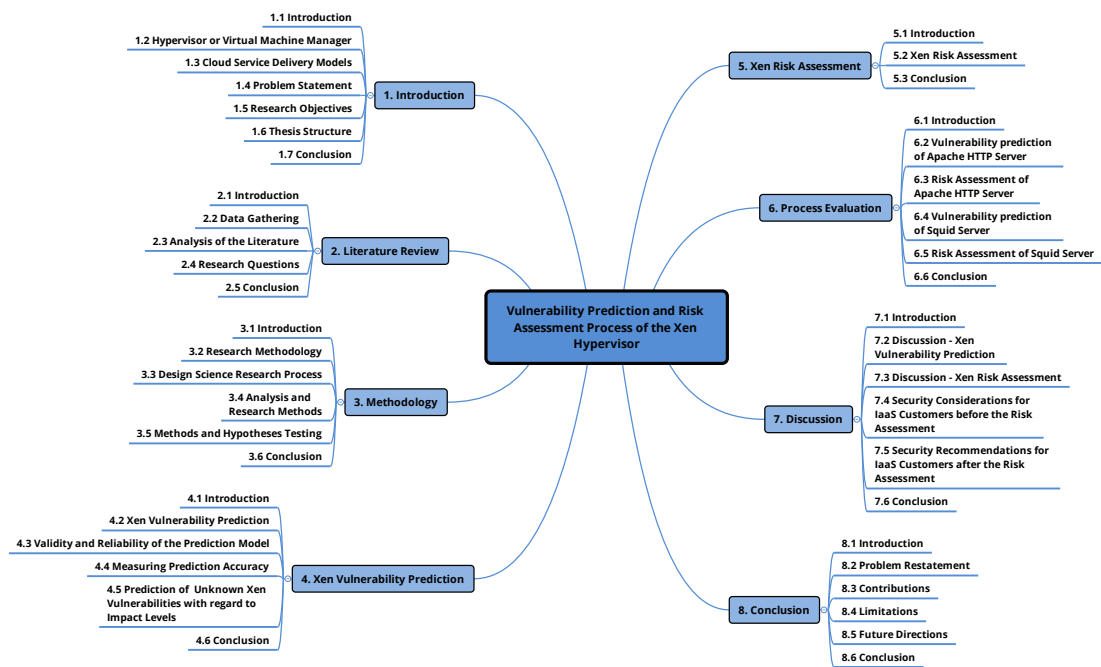 Vulnerability Prediction and Risk
Assessment Process of the Xen
Hypervisor
1. Introduction
1.1 Introduction
1.2 Hypervisor or Virtual Machine Manager
1.3 Cloud Service Delivery Models
1.4 Problem Statement
1.5 Research Objectives
1.6 Thesis Structure
1.7 Conclusion
2. Literature Review
2.1 Introduction
2.2 Data Gathering
2.3 Analysis of the Literature
2.4 Research Questions
2.5 Conclusion
3. Methodology
3.1 Introduction
3.2 Research Methodology
3.3 Design Science Research Process
3.4 Analysis and
Research Methods
3.5 Methods and Hypotheses Testing
3.6 Conclusion
4. Xen Vulnerability Prediction
4.1 Introduction
4.2 Xen Vulnerability Prediction
4.3 Validity and Reliability of the Prediction Model
4.4 Measuring Prediction Accuracy
4.5 Prediction of Unknown Xen
Vulnerabilities with regard to
Impact Levels
4.6 Conclusion
5. Xen Risk Assessment
5.1 Introduction
5.2 Xen Risk Assessment
5.3 Conclusion
6. Process Evaluation
6.1 Introduction
6.2 Vulnerability prediction
of Apache HTTP Server
6.3 Risk Assessment of
Apache HTTP Server
6.4 Vulnerability prediction
of Squid Server
6.5 Risk Assessment of Squid Server
6.6 Conclusion
7. Discussion
7.1 Introduction
7.2 Discussion - Xen
Vulnerability Prediction
7.3 Discussion - Xen Risk Assessment
7.4 Security Considerations for
IaaS Customers before the Risk
Assessment
7.5 Security Recommendations for
IaaS Customers after the Risk
Assessment
7.6 Conclusion
8. Conclusion
8.1 Introduction
8.2 Problem Restatement
8.3 Contributions
8.4 Limitations
8.5 Future Directions
8.6 Conclusion